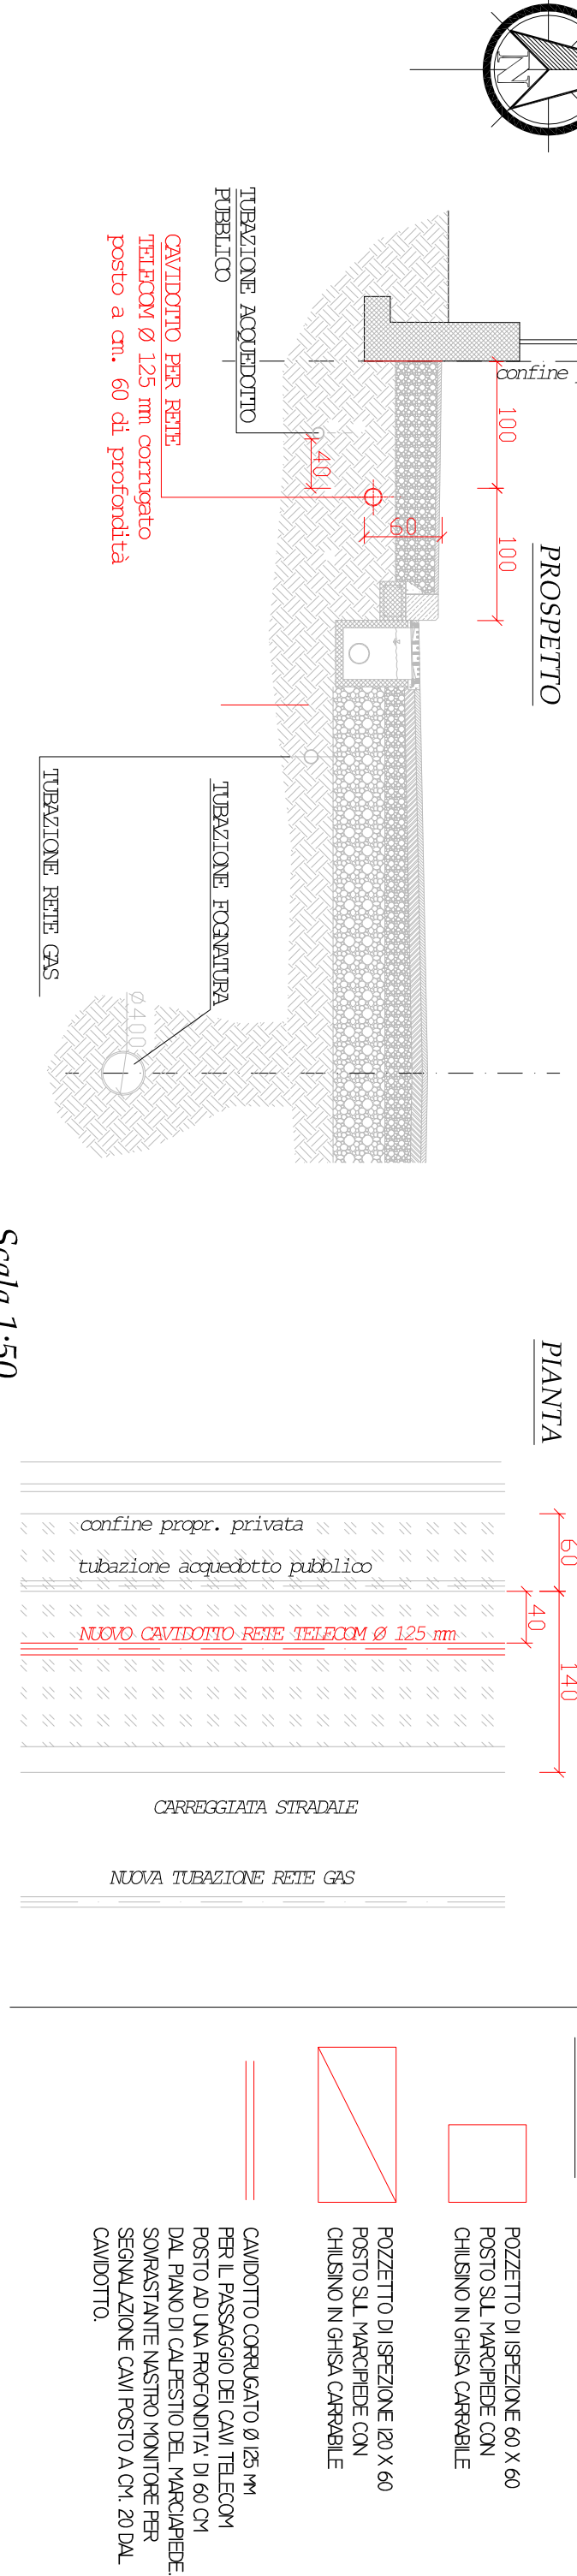 N
PROSPETTO
confine
100
100
40
60
TUBAZIONE ACQUEDOTTO
PUBBLICO
CAVIDOTTO PER RETE
TELECOM Ø 125 mm corrugato
posto a cm. 60 di profondità
TUBAZIONE FOGNATURA
TUBAZIONE RETE GAS
Ø400
Scala 1:50
PIANTA
60
40
140
confine propr. privata
tubazione acquedotto pubblico
NUOVO CAVIDOTTO RETE TELECOM Ø 125 mm
CARREGGIATA STRADALE
NUOVA TUBAZIONE RETE GAS
POZZETTO DI ISPEZIONE 60 X 60
POSTO SUL MARCIPIEDE CON
CHIUSINO IN GHISA CARRABILE
POZZETTO DI ISPEZIONE 120 X 60
POSTO SUL MARCIPIEDE CON
CHIUSINO IN GHISA CARRABILE
CAVIDOTTO CORRUGATO Ø 125 MM
PER IL PASSAGGIO DEI CAVI TELECOM
POSTO AD UNA PROFONDITA' DI 60 CM
DAL PIANO DI CALPESTIO DEL MARCIAPIEDE.
SOVRASTANTE NASTRO MONITORE PER
SEGNALAZIONE CAVI POSTO A CM. 20 DAL
CAVIDOTTO.